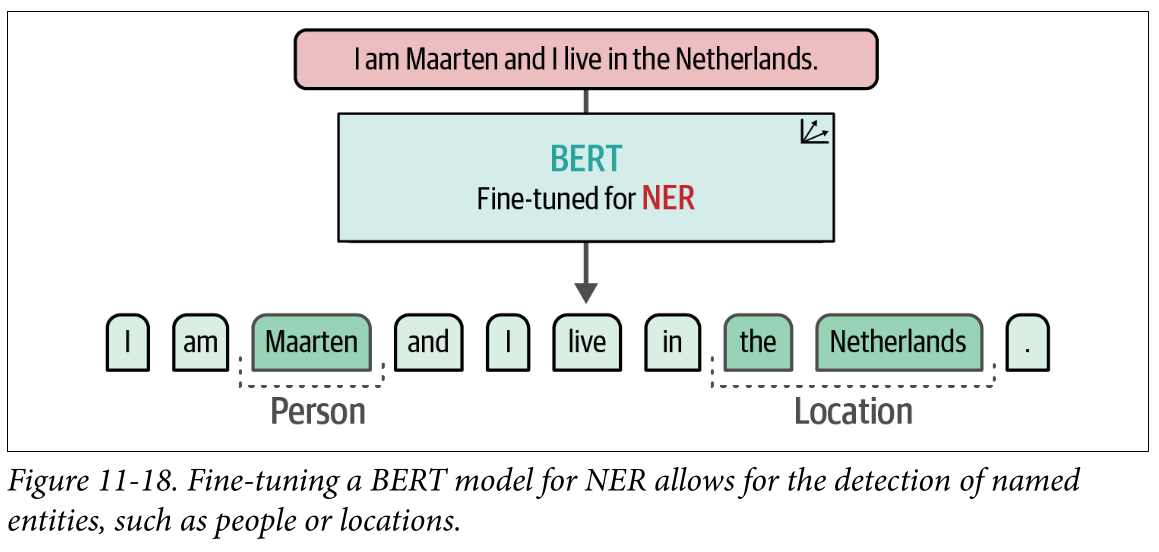 I am Maarten and I live in the Netherlands.
BERT
Fine-tuned for NER
I am Maarten and I live in the Netherlands .
Person Location
Figure 11-18. Fine-tuning a BERT model for NER allows for the detection of named
entities, such as people or locations.